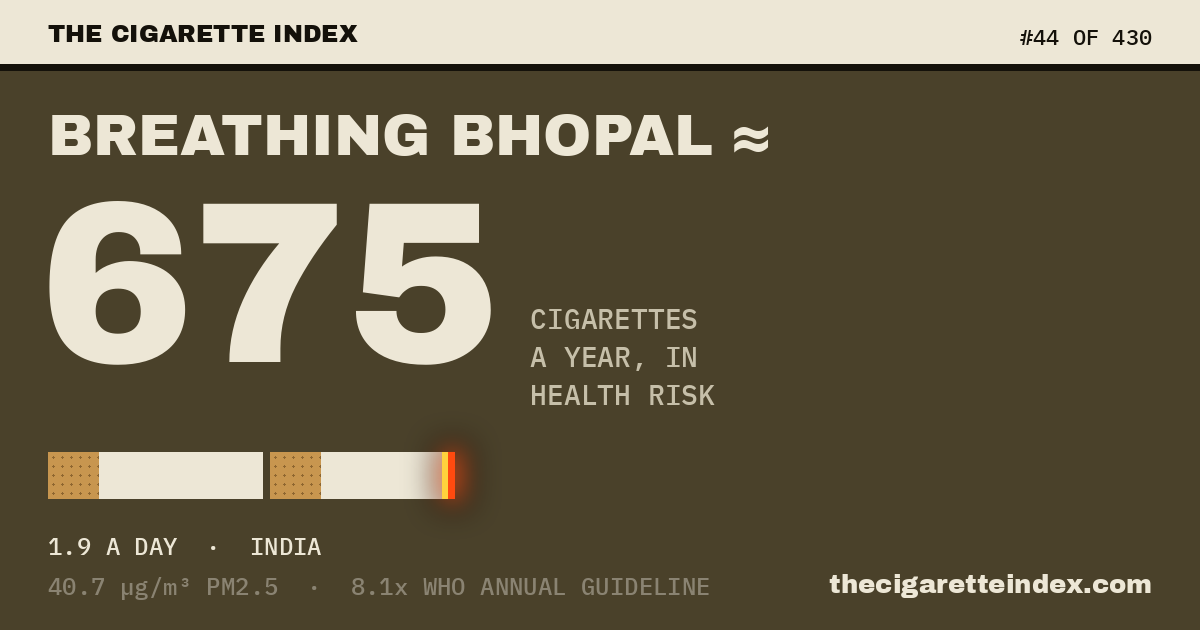 THE CIGARETTE INDEX
#44 OF 430
BREATHING BHOPAL ≈
675
CIGARETTES
A YEAR, IN
HEALTH RISK
1.9 A DAY · INDIA
40.7 µg/m³ PM2.5 · 8.1x WHO ANNUAL GUIDELINE
thecigaretteindex.com